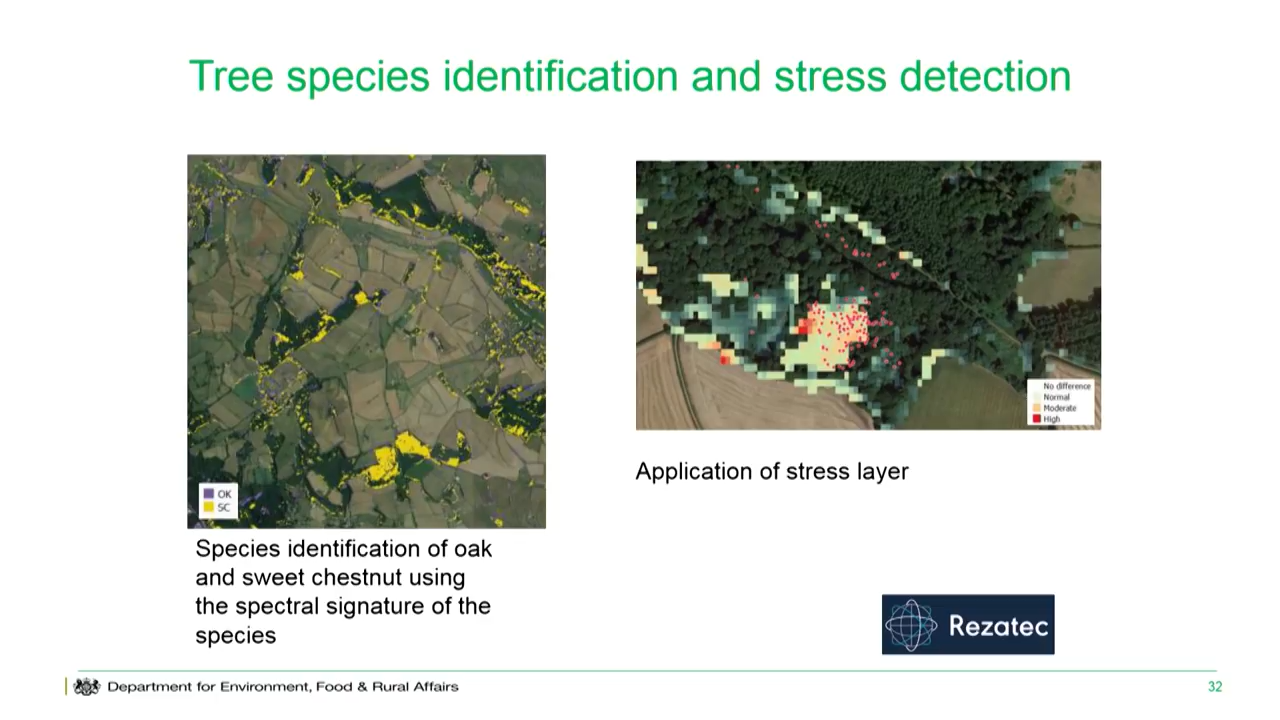 Tree species identification and stress detection
OK
SC
No difference
Normal
Moderate
High
Application of stress layer
Species identification of oak
and sweet chestnut using
the spectral signature of the
species
Rezatec
Department for Environment, Food & Rural Affairs
32